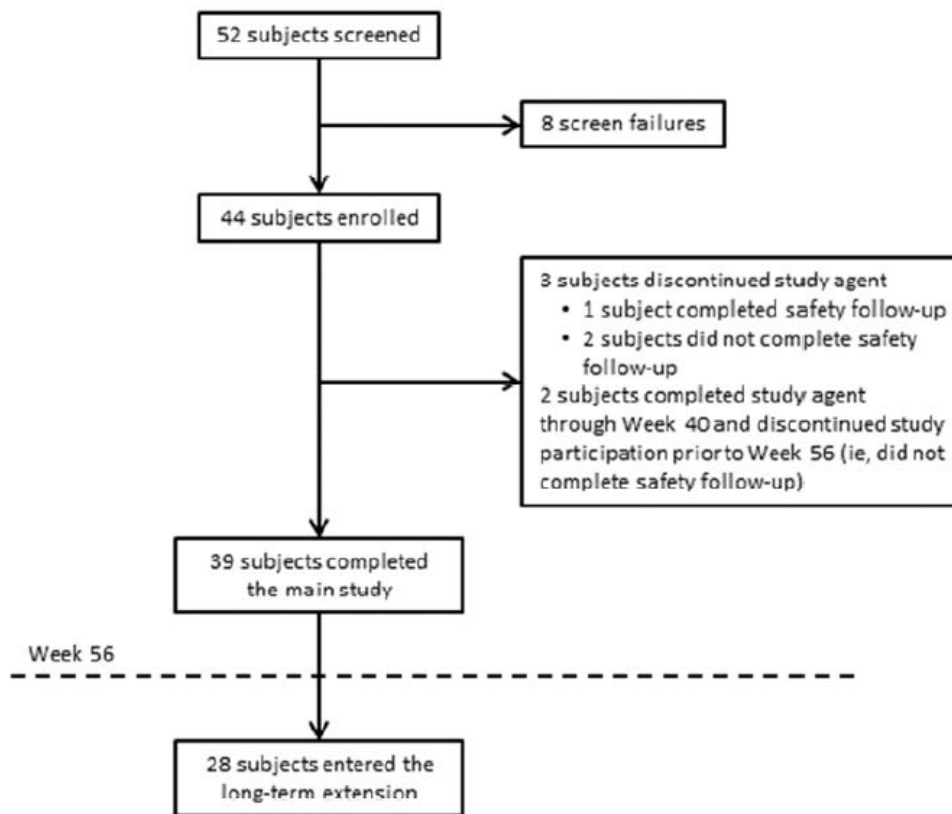 52 subjects screened
8 screen failures
44 subjects enrolled
3 subjects discontinued study agent
• 1 subject completed safety follow-up
• 2 subjects did not complete safety
follow-up
2 subjects completed study agent
through Week 40 and discontinued study
participation prior to Week 56 (ie, did not
complete safety follow-up)
39 subjects completed
the main study
Week 56
28 subjects entered the
long-term extension